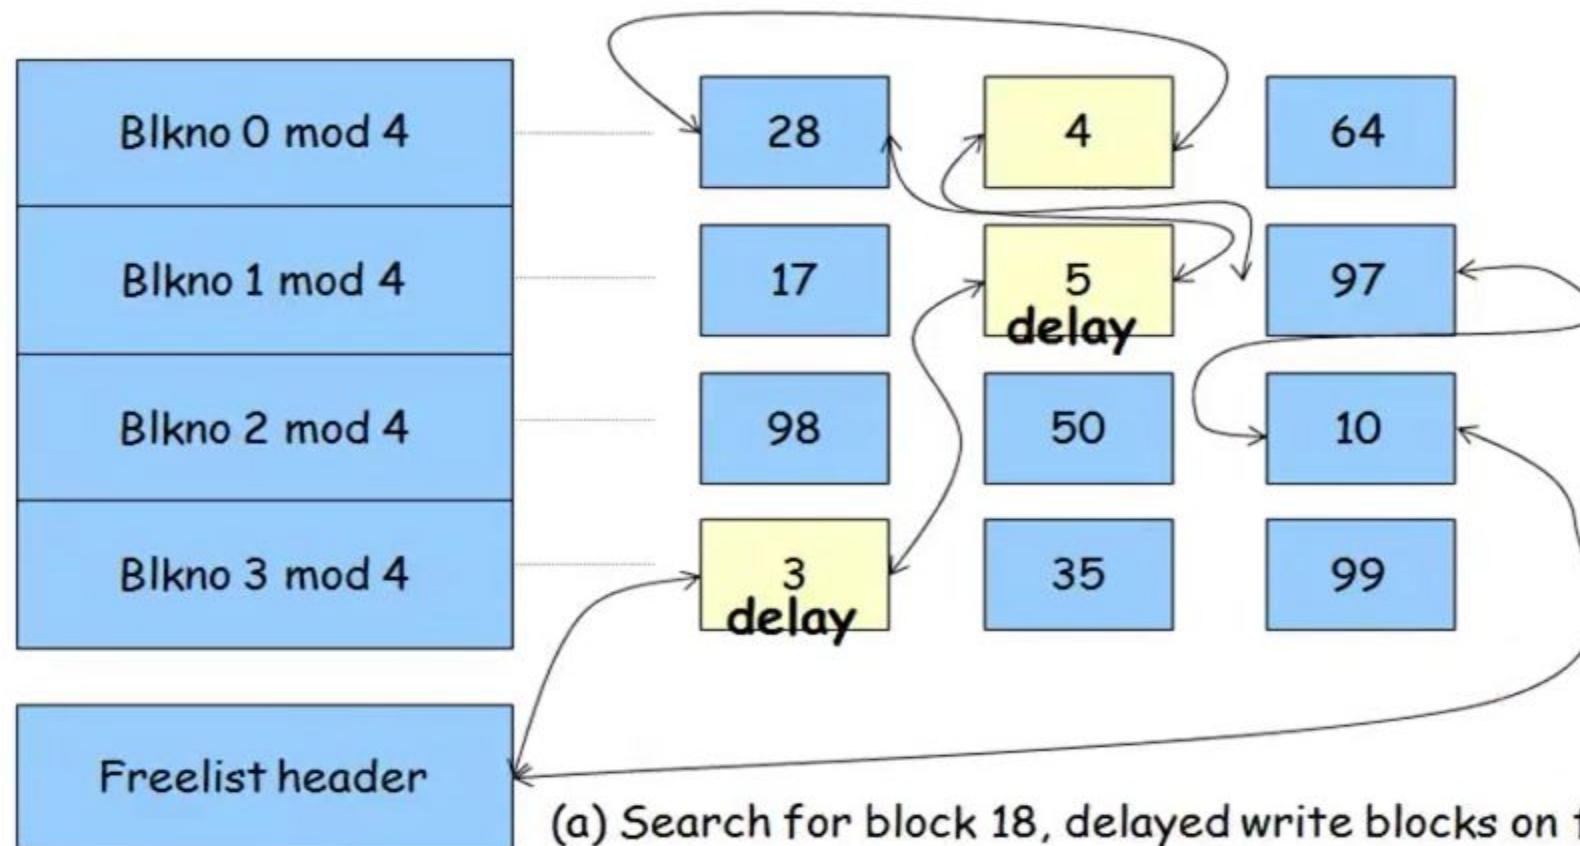 Blkno 0 mod 4
28
4
64
Blkno 1 mod 4
17
5
97
delay
Blkno 2 mod 4
98
50
10
Blkno 3 mod 4
3
35
99
delay
Freelist header
(a) Search for block 18, delayed write blocks on